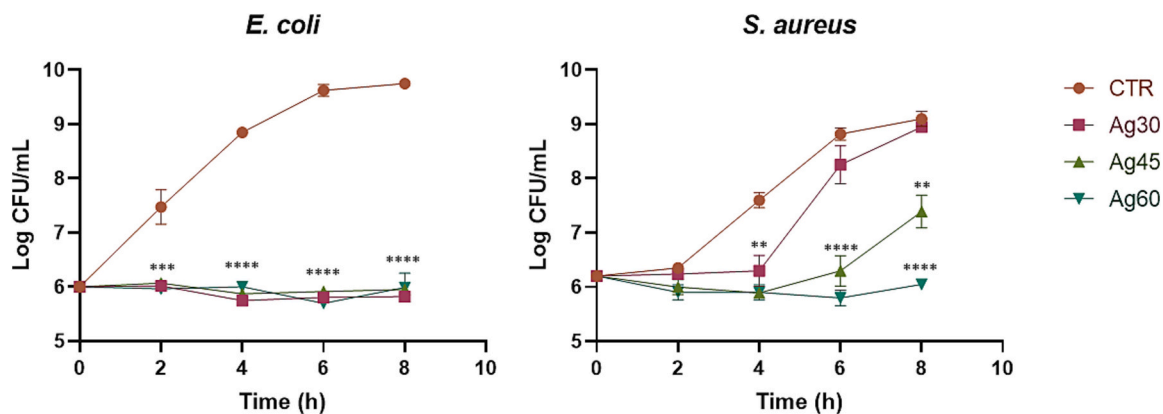 E. coli
Log CFU/mL
10
9
8
7
6
5
*** **** **** ****
0 2 4 6 8 10
Time (h)
S. aureus
Log CFU/mL
10
9
8
7
6
5
** **** ** ****
0 2 4 6 8 10
Time (h)
CTR
Ag30
Ag45
Ag60